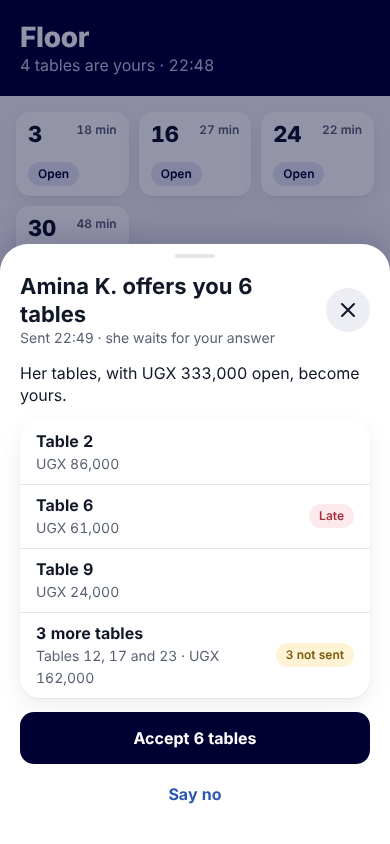 Floor
4 tables are yours · 22:48
3
18 min
16
27 min
24
22 min
Open
Open
Open
30
48 min
Amina K. offers you 6
tables
Sent 22:49 · she waits for your answer
Her tables, with UGX 333,000 open, become
yours.
Table 2
UGX 86,000
Table 6
UGX 61,000
Late
Table 9
UGX 24,000
3 more tables
Tables 12, 17 and 23 · UGX
162,000
3 not sent
Accept 6 tables
Say no